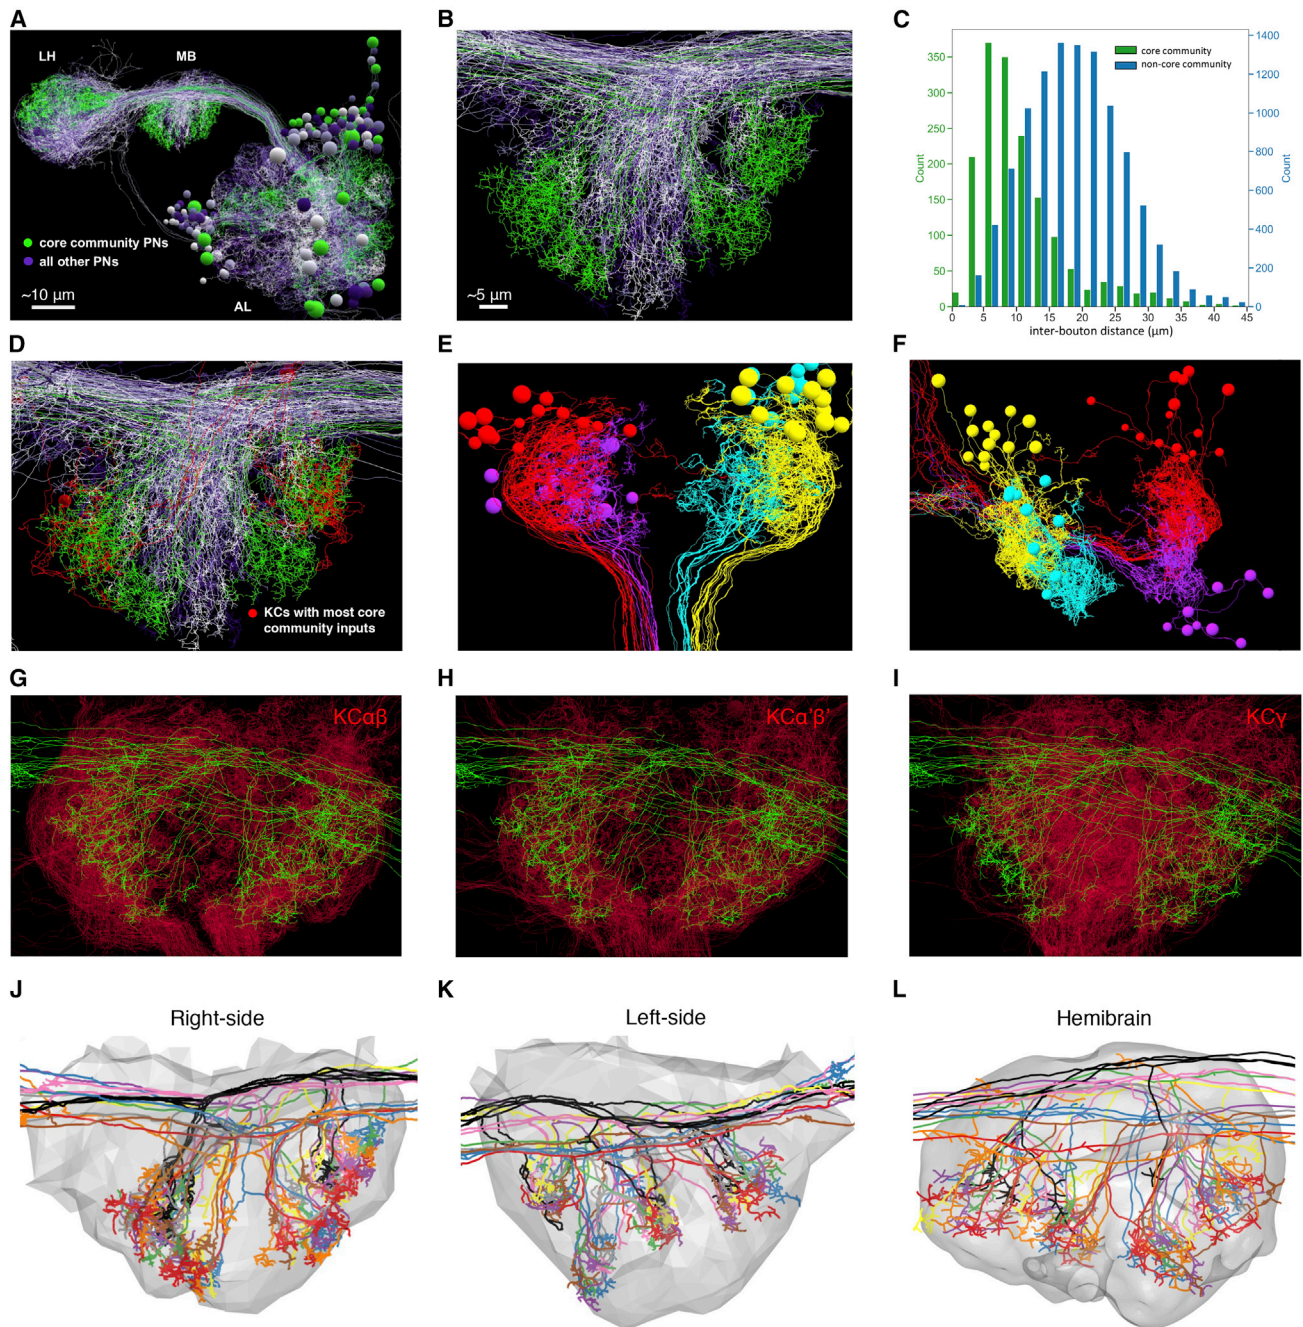 A
LH
MB
core community PNs
all other PNs
~10 µm
AL
B
~5 µm
C
core community
non-core community
Count
350
300
250
200
150
100
50
0
1400
1200
1000
800
600
400
200
0
Count
0 5 10 15 20 25 30 35 40 45
inter-bouton distance (µm)
D
KCs with most core
community inputs
E
F
G
KCαβ
H
KCα'β'
I
KCγ
J
Right-side
K
Left-side
L
Hemibrain